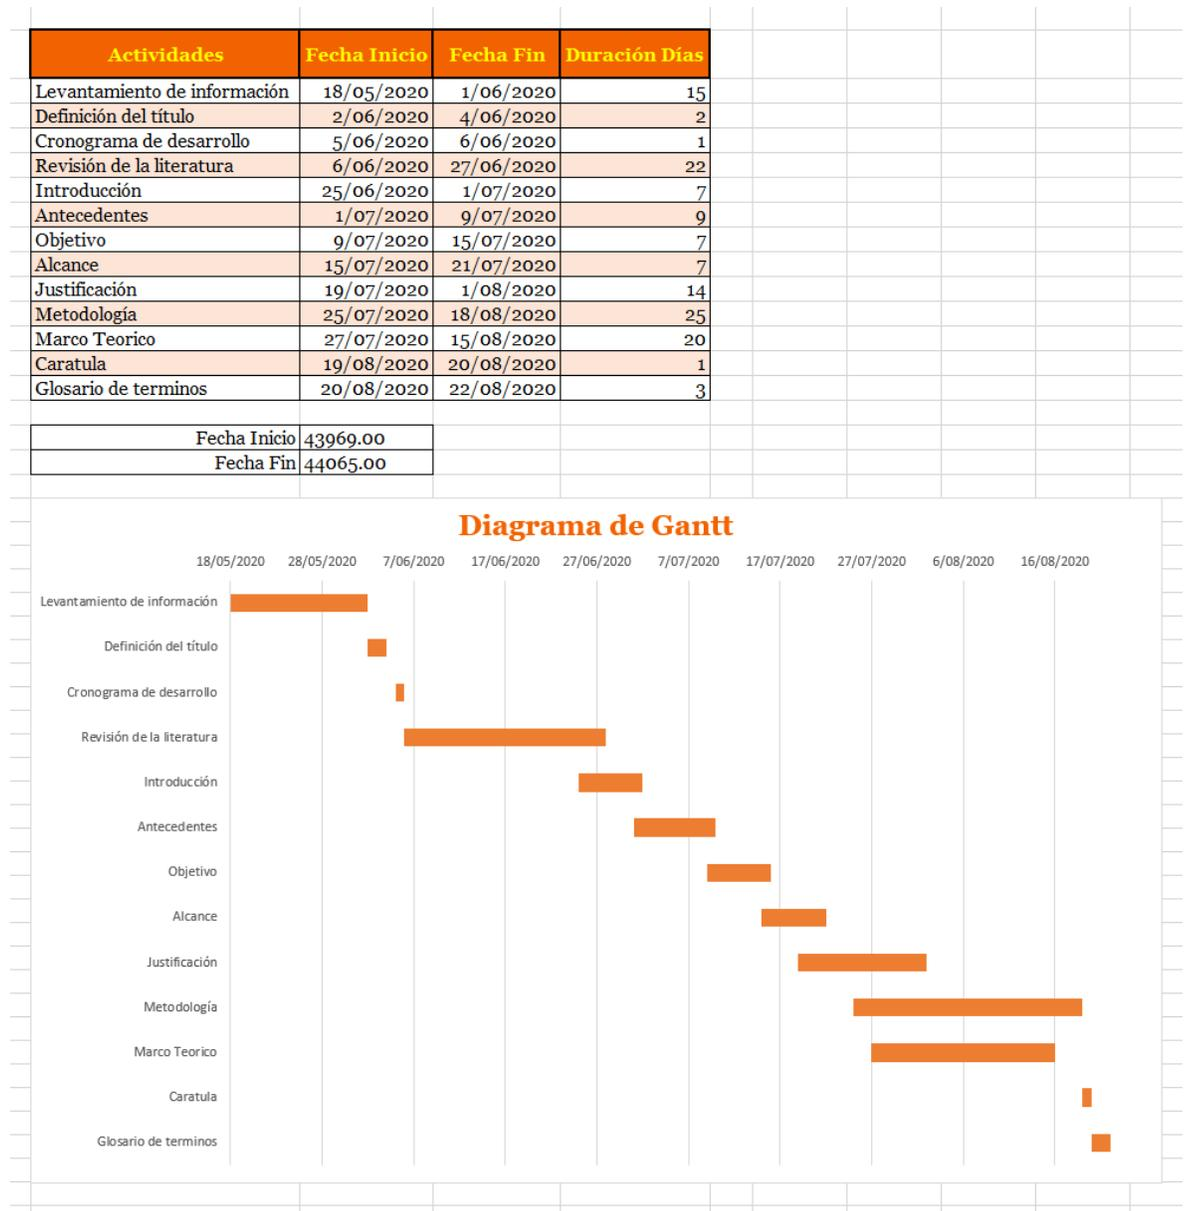 Actividades Fecha Inicio Fecha Fin Duración Días
Levantamiento de información 18/05/2020 1/06/2020 15
Definición del título 2/06/2020 4/06/2020 2
Cronograma de desarrollo 5/06/2020 6/06/2020 1
Revisión de la literatura 6/06/2020 27/06/2020 22
Introducción 25/06/2020 1/07/2020 7
Antecedentes 1/07/2020 9/07/2020 9
Objetivo 9/07/2020 15/07/2020 7
Alcance 15/07/2020 21/07/2020 7
Justificación 19/07/2020 1/08/2020 14
Metodología 25/07/2020 18/08/2020 25
Marco Teorico 27/07/2020 15/08/2020 20
Caratula 19/08/2020 20/08/2020 1
Glosario de terminos 20/08/2020 22/08/2020 3
Fecha Inicio 43969.00
Fecha Fin 44065.00
Diagrama de Gantt
18/05/2020 28/05/2020 7/06/2020 17/06/2020 27/06/2020 7/07/2020 17/07/2020 27/07/2020 6/08/2020 16/08/2020
Levantamiento de información
Definición del título
Cronograma de desarrollo
Revisión de la literatura
Introducción
Antecedentes
Objetivo
Alcance
Justificación
Metodología
Marco Teorico
Caratula
Glosario de terminos